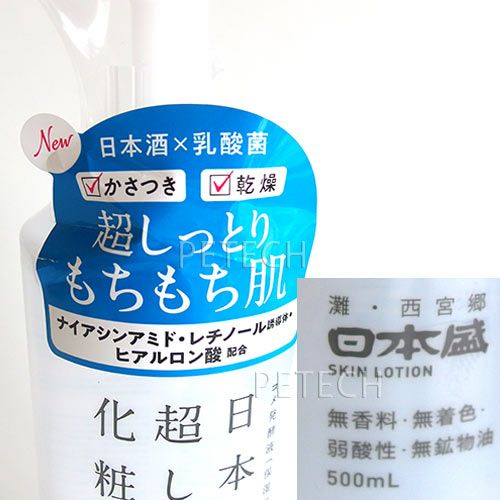 New
日本酒×乳酸菌
かさつき 乾燥
超しっとり
もちもち肌
ナイアシンアミド・レチノール誘導体・
ヒアルロン酸 配合
PETECH
日本
超し
化粧
灘・西宮郷
日本盛
SKIN LOTION
PETECH
無香料・無着色・
弱酸性・無鉱物油
500mL